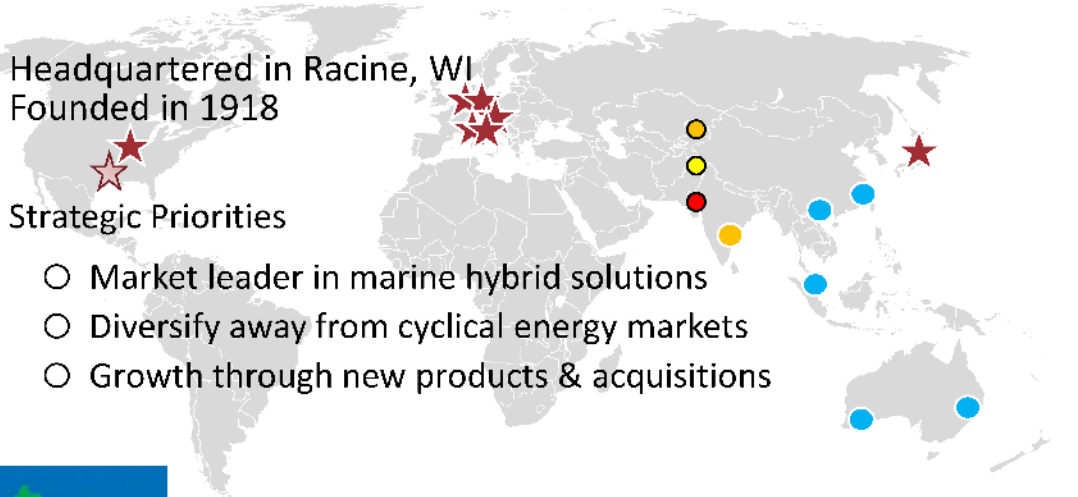 Headquartered in Racine, WI
Founded in 1918
Strategic Priorities
Market leader in marine hybrid solutions
Diversify away from cyclical energy markets
Growth through new products & acquisitions